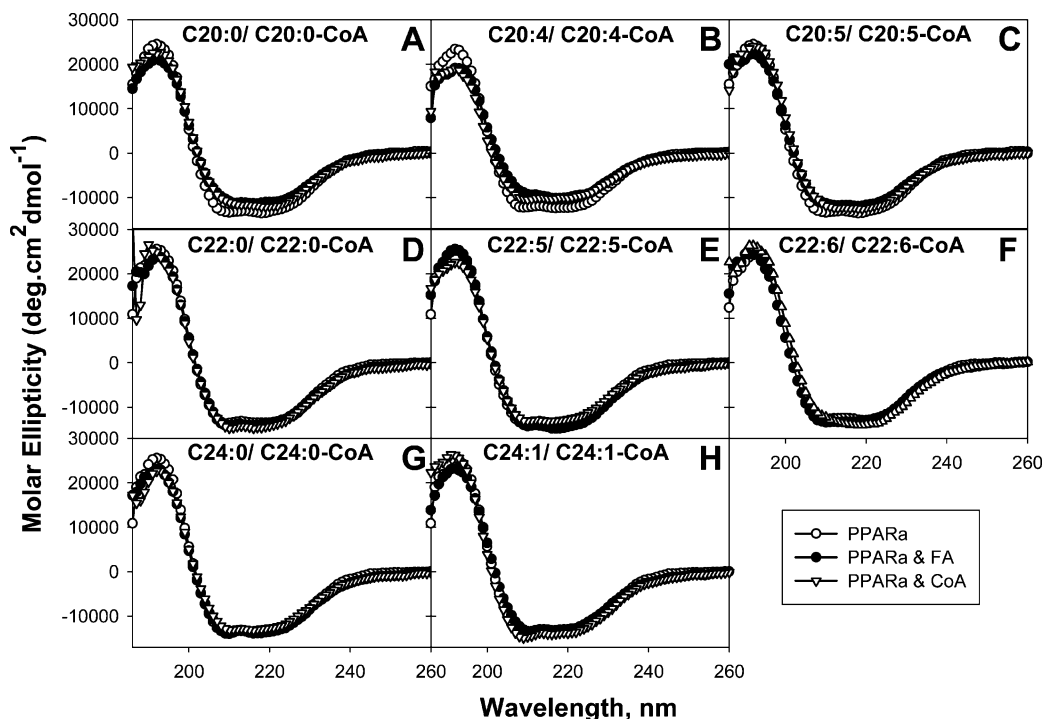 C20:0/ C20:0-CoA A
C20:4/ C20:4-CoA B
C20:5/ C20:5-CoA C
30000
20000
10000
0
-10000
30000
C22:0/ C22:0-CoA D
C22:5/ C22:5-CoA E
C22:6/ C22:6-CoA F
20000
10000
0
-10000
30000
200 220 240 260
C24:0/ C24:0-CoA G
C24:1/ C24:1-CoA H
20000
10000
0
-10000
200 220 240 260 200 220 240 260
PPARa
PPARa & FA
PPARa & CoA
Molar Ellipticity (deg.cm²dmol⁻¹)
Wavelength, nm